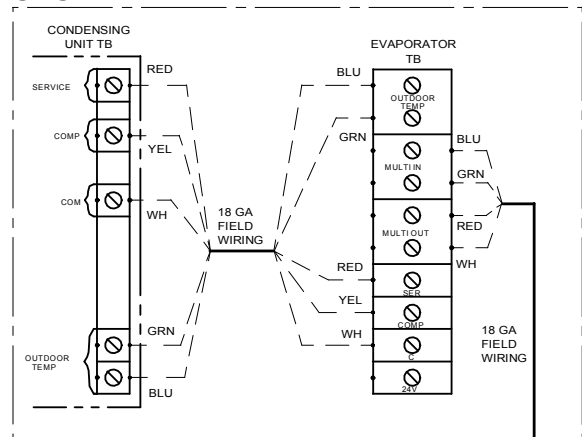 CONDENSING
UNIT TB
SERVICE
RED
COMP
YEL
COM
WH
18 GA
FIELD
WIRING
GRN
OUTDOOR
TEMP
BLU
EVAPORATOR
TB
BLU
OUTDOOR
TEMP
GRN
BLU
MULTI IN
GRN
MULTI OUT
RED
WH
RED
SER
YEL
COMP
WH
C
24V
18 GA
FIELD
WIRING